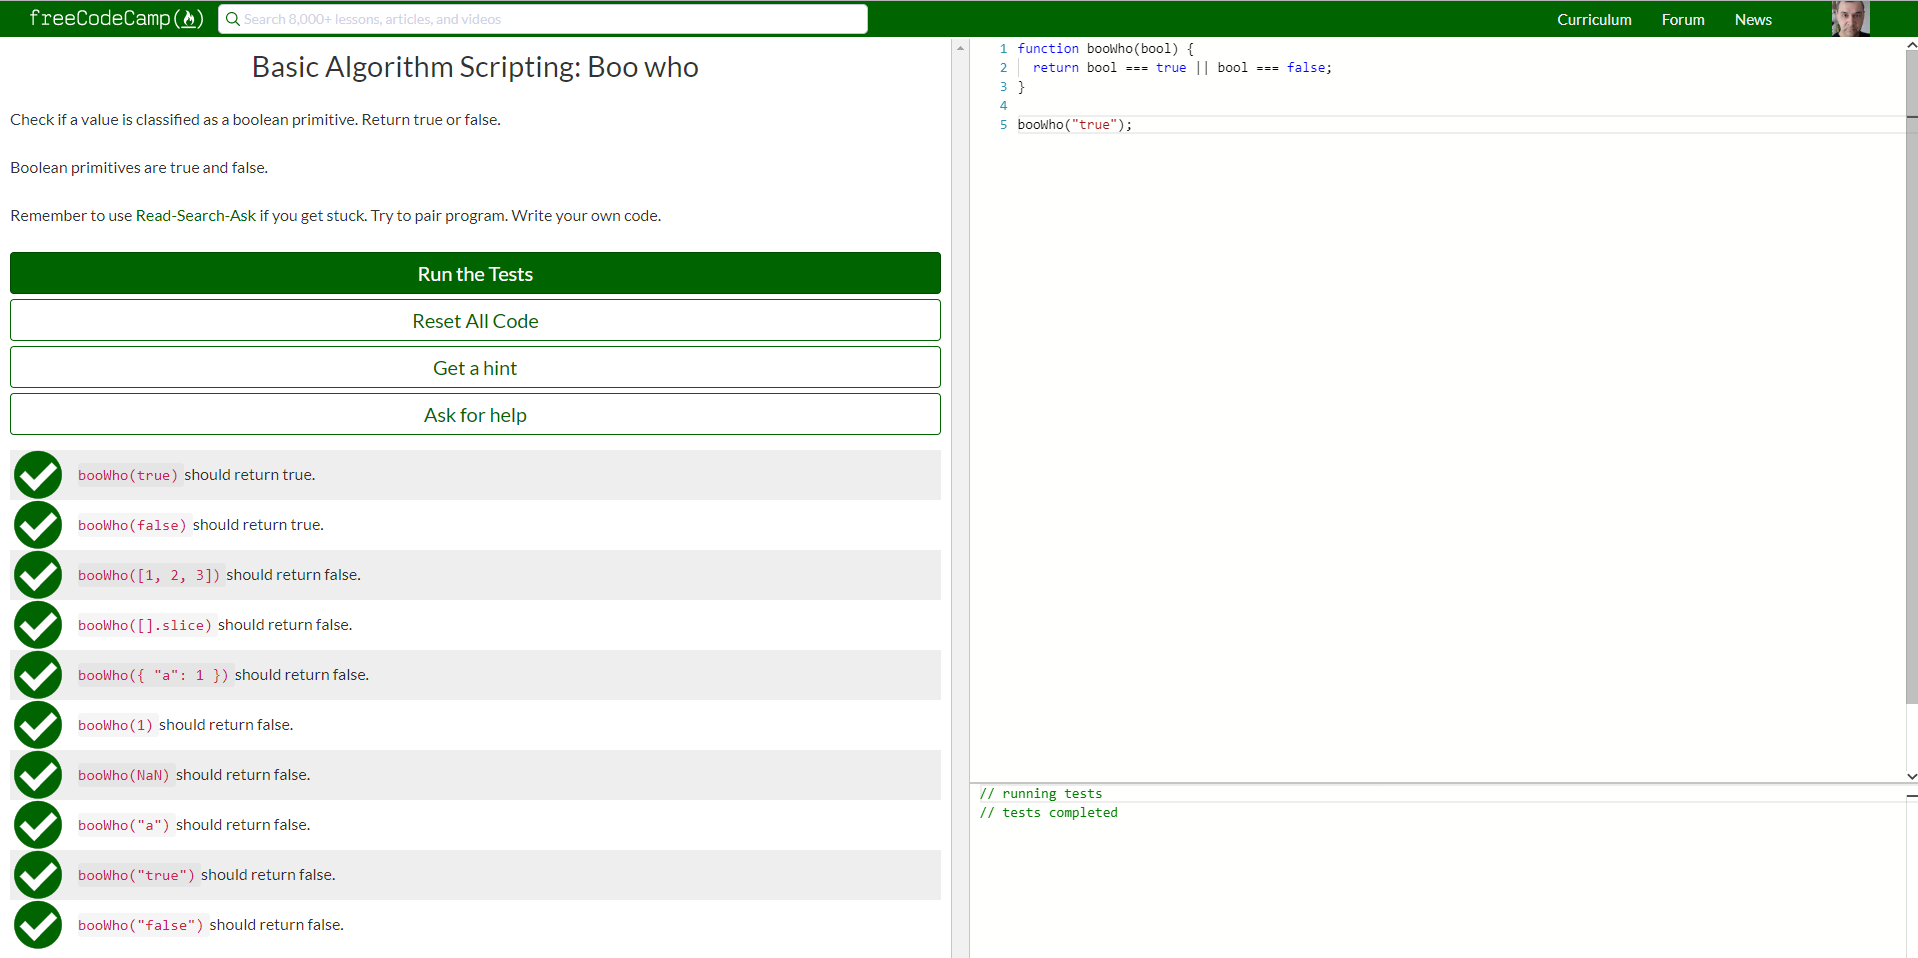 freeCodeCamp
Search 8,000+ lessons, articles, and videos
Curriculum
Forum
News
Basic Algorithm Scripting: Boo who
Check if a value is classified as a boolean primitive. Return true or false.
Boolean primitives are true and false.
Remember to use Read-Search-Ask if you get stuck. Try to pair program. Write your own code.
Run the Tests
Reset All Code
Get a hint
Ask for help
booWho(true) should return true.
booWho(false) should return true.
booWho([1, 2, 3]) should return false.
booWho([].slice) should return false.
booWho({ "a": 1 }) should return false.
booWho(1) should return false.
booWho(NaN) should return false.
booWho("a") should return false.
booWho("true") should return false.
booWho("false") should return false.
1 function booWho(bool) {
2 return bool === true || bool === false;
3 }
4
5 booWho("true");
// running tests
// tests completed